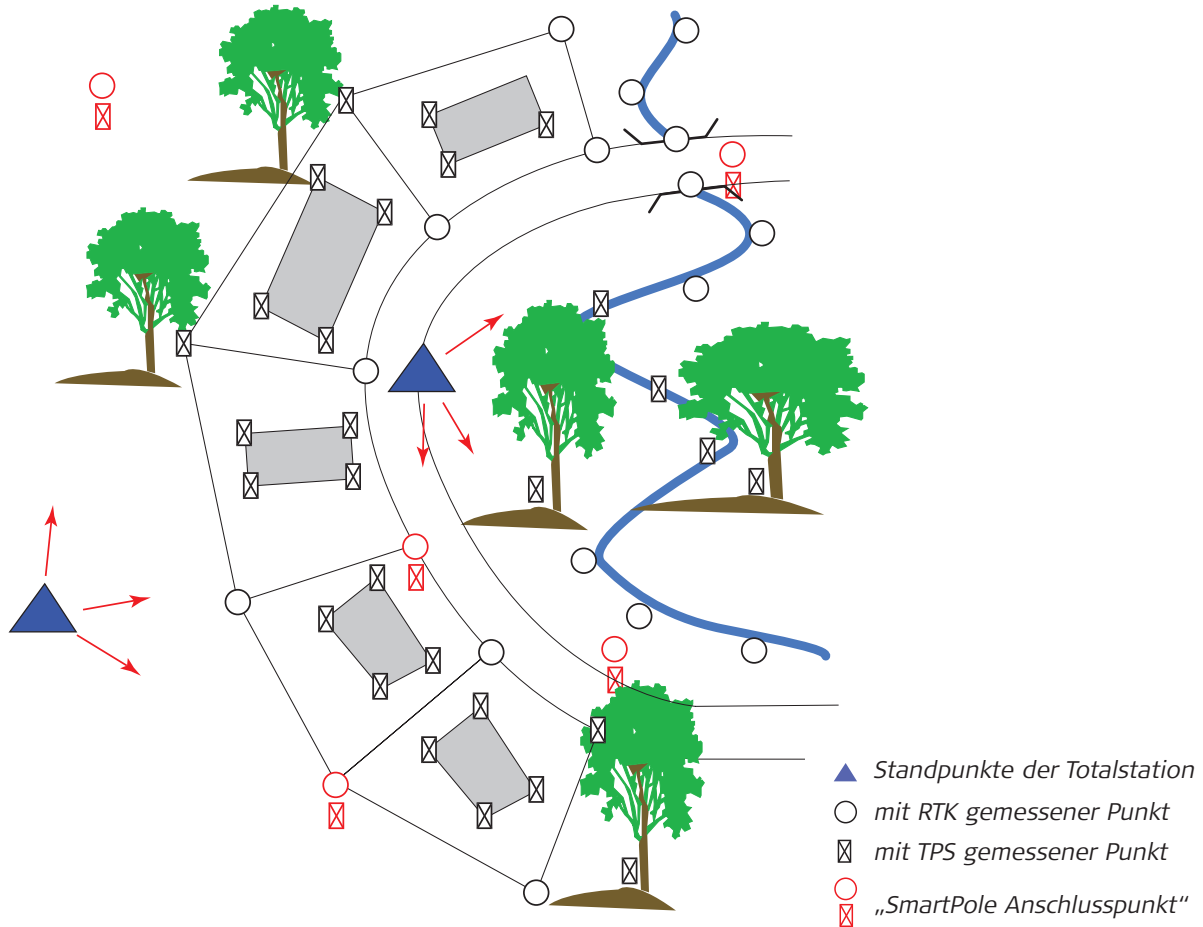 Standpunkte der Totalstation
mit RTK gemessener Punkt
mit TPS gemessener Punkt
„SmartPole Anschlusspunkt“